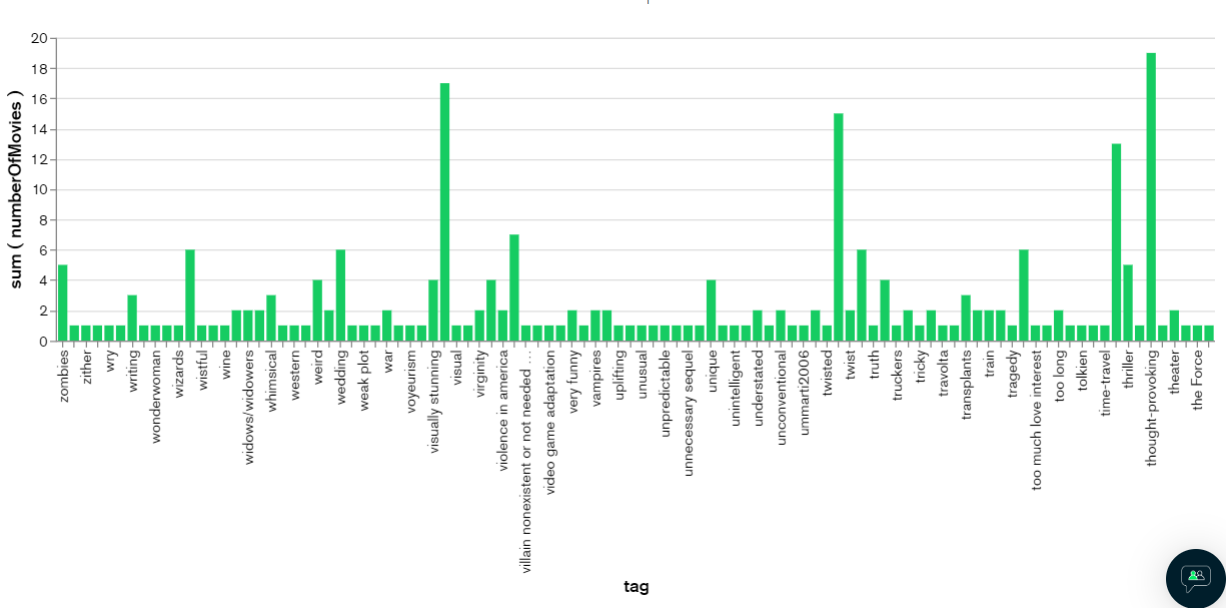 sum ( numberOfMovies )
20
18
16
14
12
10
8
6
4
2
0
zombies
zither
wry
writing
wonderwoman
wizards
wistful
wine
widows/widowers
whimsical
western
weird
wedding
weak plot
war
voyeurism
visually stunning
visual
virginity
violence in america
villain nonexistent or not needed ...
video game adaptation
very funny
vampires
uplifting
unusual
unpredictable
unnecessary sequel
unique
unintelligent
understated
unconventional
ummarti2006
twisted
twist
truth
truckers
tricky
travolta
transplants
train
tragedy
too much love interest
too long
tolkien
time-travel
thriller
thought-provoking
theater
the Force
tag